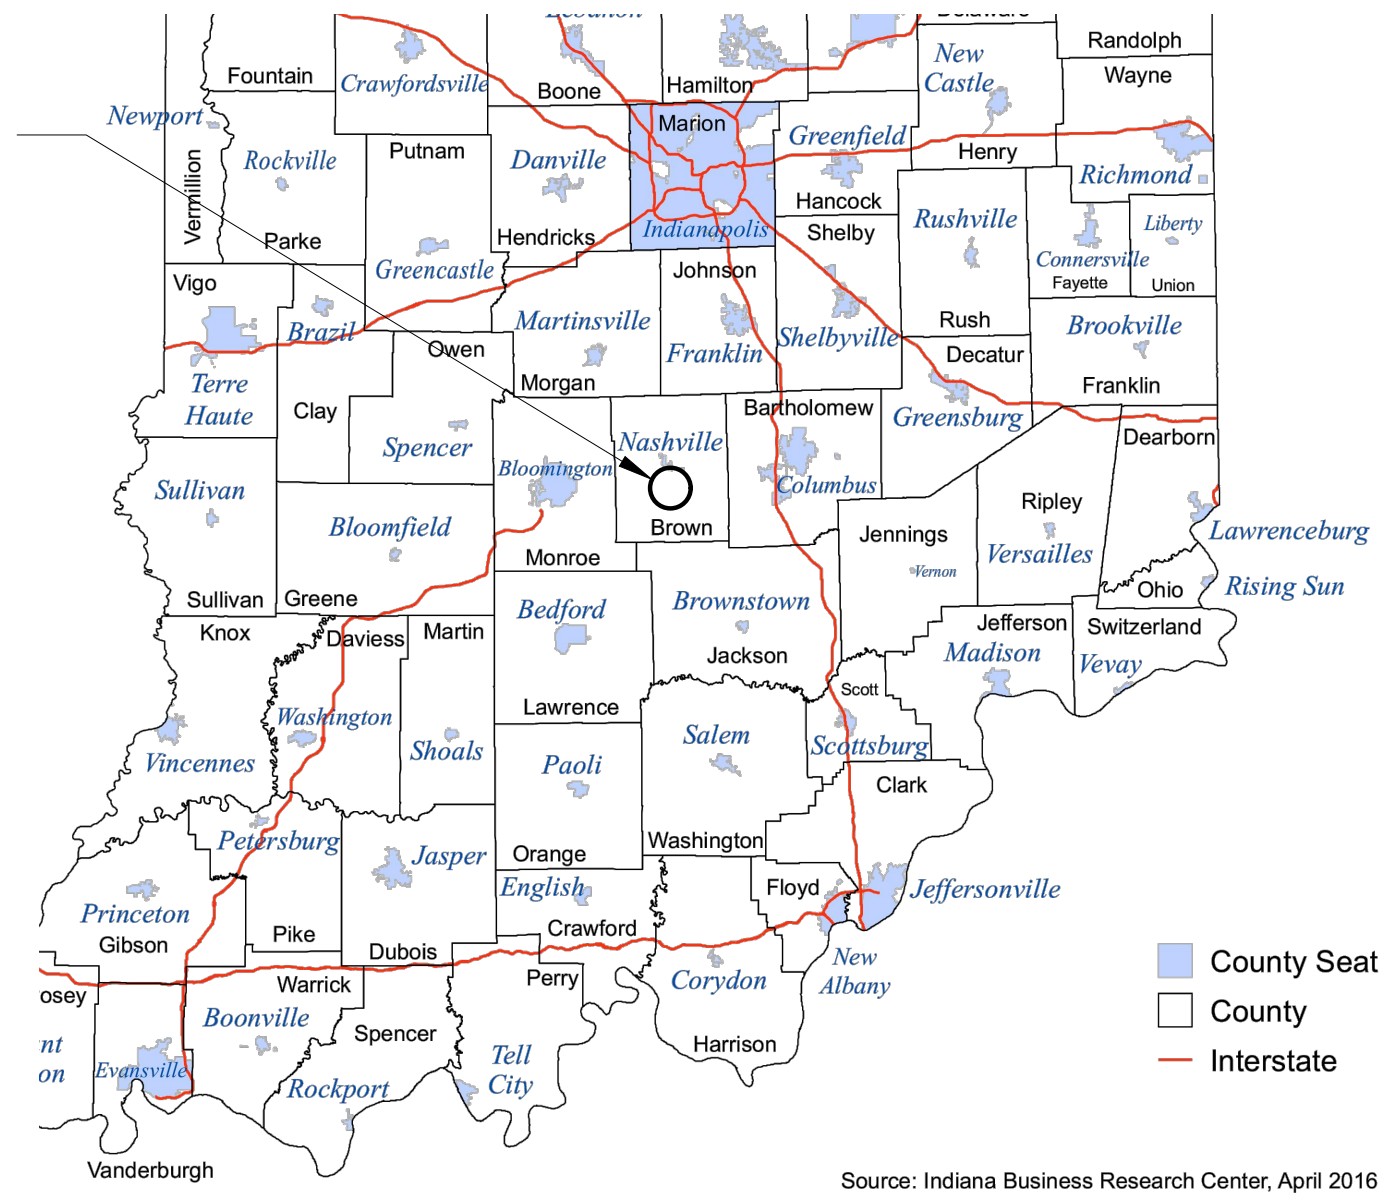 Lebanon
Delaware
Randolph
Fountain
Crawfordsville
Boone
Hamilton
New
Castle
Wayne
Newport
Marion
Greenfield
Rockville
Putnam
Danville
Henry
Richmond
Vermillion
Hancock
Rushville
Liberty
Parke
Hendricks
Indianapolis
Shelby
Connersville
Greencastle
Johnson
Fayette
Union
Vigo
Brazil
Martinsville
Franklin
Shelbyville
Rush
Brookville
Owen
Decatur
Terre
Haute
Morgan
Franklin
Clay
Bartholomew
Greensburg
Dearborn
Spencer
Nashville
Bloomington
Columbus
Sullivan
Ripley
Bloomfield
Brown
Jennings
Versailles
Lawrenceburg
Monroe
Vernon
Ohio
Rising Sun
Sullivan
Greene
Bedford
Brownstown
Knox
Daviess
Martin
Jefferson
Switzerland
Jackson
Madison
Vevay
Scott
Washington
Lawrence
Shoals
Salem
Scottsburg
Vincennes
Paoli
Clark
Petersburg
Jasper
Orange
Washington
English
Floyd
Jeffersonville
Princeton
Gibson
Pike
Dubois
Crawford
New
Albany
Corydon
County Seat
osey
Warrick
Perry
County
Boonville
Spencer
Harrison
nt
on
Evansville
Rockport
Tell
City
Interstate
Vanderburgh
Source: Indiana Business Research Center, April 2016